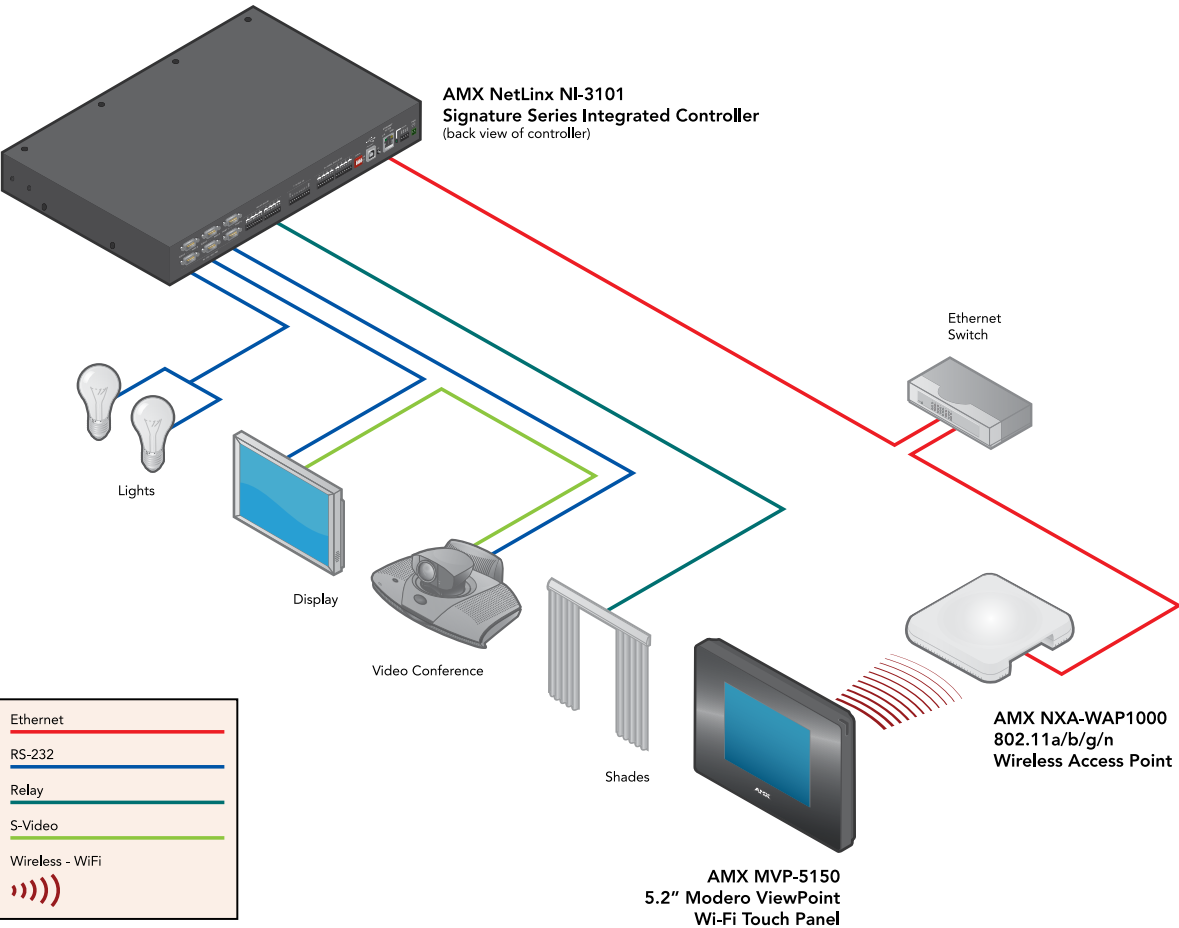 AMX NetLinx NI-3101
Signature Series Integrated Controller
(back view of controller)
Ethernet
Switch
Lights
Display
Video Conference
Shades
AMX
AMX NXA-WAP1000
802.11a/b/g/n
Wireless Access Point
AMX MVP-5150
5.2” Modero ViewPoint
Wi-Fi Touch Panel
Ethernet
RS-232
Relay
S-Video
Wireless - WiFi